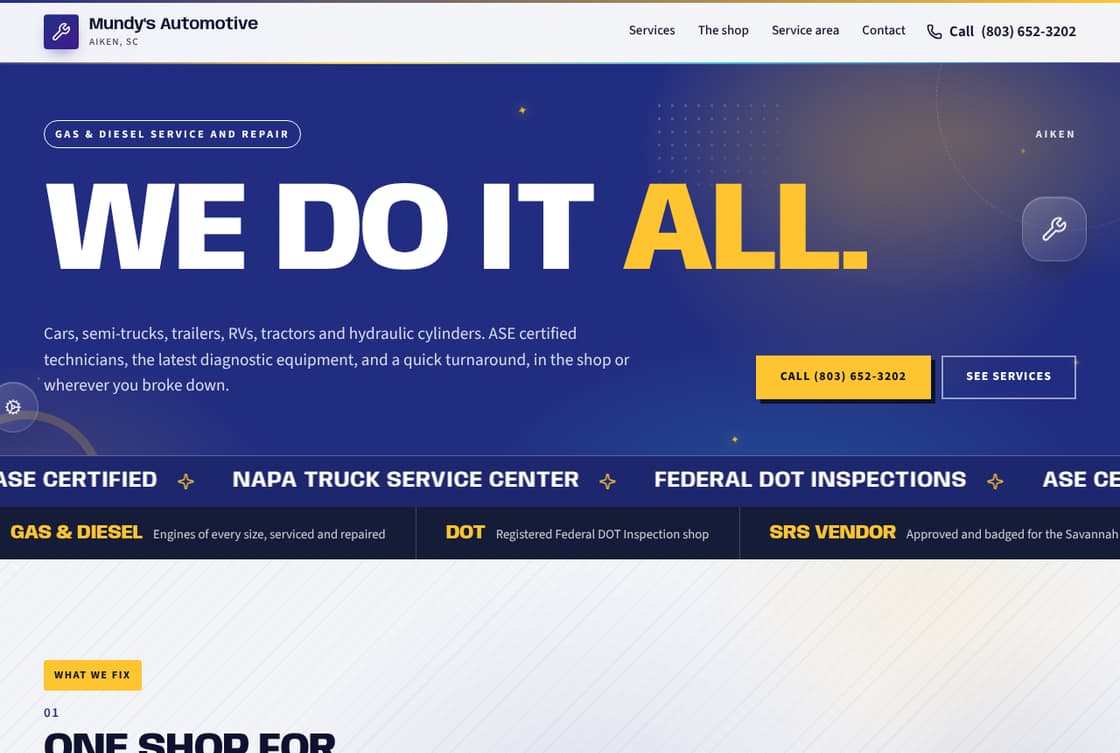 Mundy's Automotive
AIKEN, SC
Services
The shop
Service area
Contact
Call (803) 652-3202
GAS & DIESEL SERVICE AND REPAIR
AIKEN
WE DO IT ALL.
Cars, semi-trucks, trailers, RVs, tractors and hydraulic cylinders. ASE certified
technicians, the latest diagnostic equipment, and a quick turnaround, in the shop or
wherever you broke down.
CALL (803) 652-3202
SEE SERVICES
ASE CERTIFIED
NAPA TRUCK SERVICE CENTER
FEDERAL DOT INSPECTIONS
ASE CE
GAS & DIESEL Engines of every size, serviced and repaired
DOT Registered Federal DOT Inspection shop
SRS VENDOR Approved and badged for the Savannah
WHAT WE FIX
01
ONE SHOP FOR